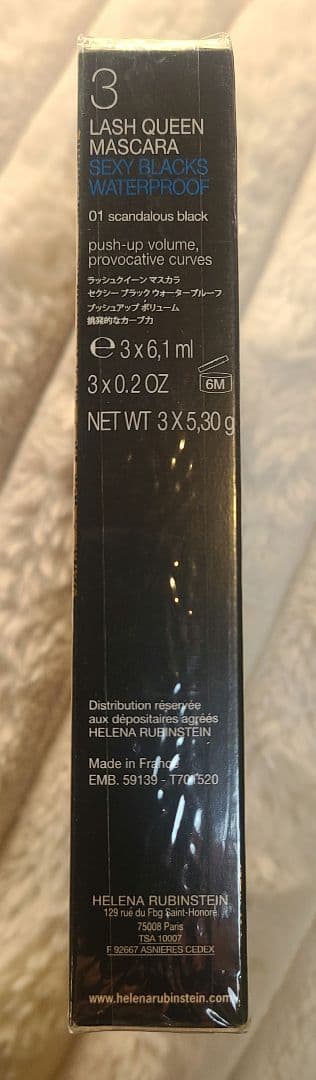 3
LASH QUEEN
MASCARA
SEXY BLACKS
WATERPROOF
01 scandalous black
push-up volume,
provocative curves
ラッシュクイーン マスカラ
セクシー ブラック ウォータープルーフ
プッシュアップ ボリューム
挑発的なカーブ力
℮ 3 x 6,1 ml
3 x 0.2 OZ
6M
NET WT 3 X 5,30 g
Distribution réservée
aux dépositaires agréés
HELENA RUBINSTEIN
Made in France
EMB. 59139 - T701520
HELENA RUBINSTEIN
129 rue du Fbg Saint-Honoré
75008 Paris
TSA 10007
F 92667 ASNIERES CEDEX
www.helenarubinstein.com